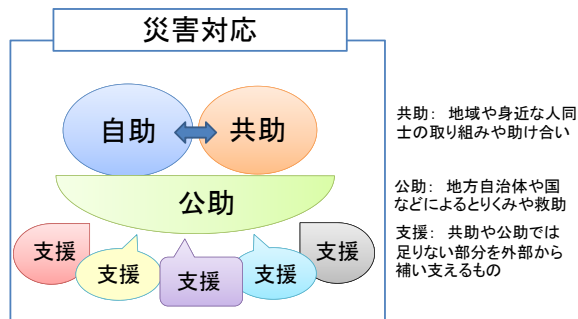 災害対応
自助
共助
公助
支援
支援
支援
支援
支援
共助： 地域や身近な人同
士の取り組みや助け合い
公助： 地方自治体や国
などによるとりくみや救助
支援： 共助や公助では
足りない部分を外部から
補い支えるもの